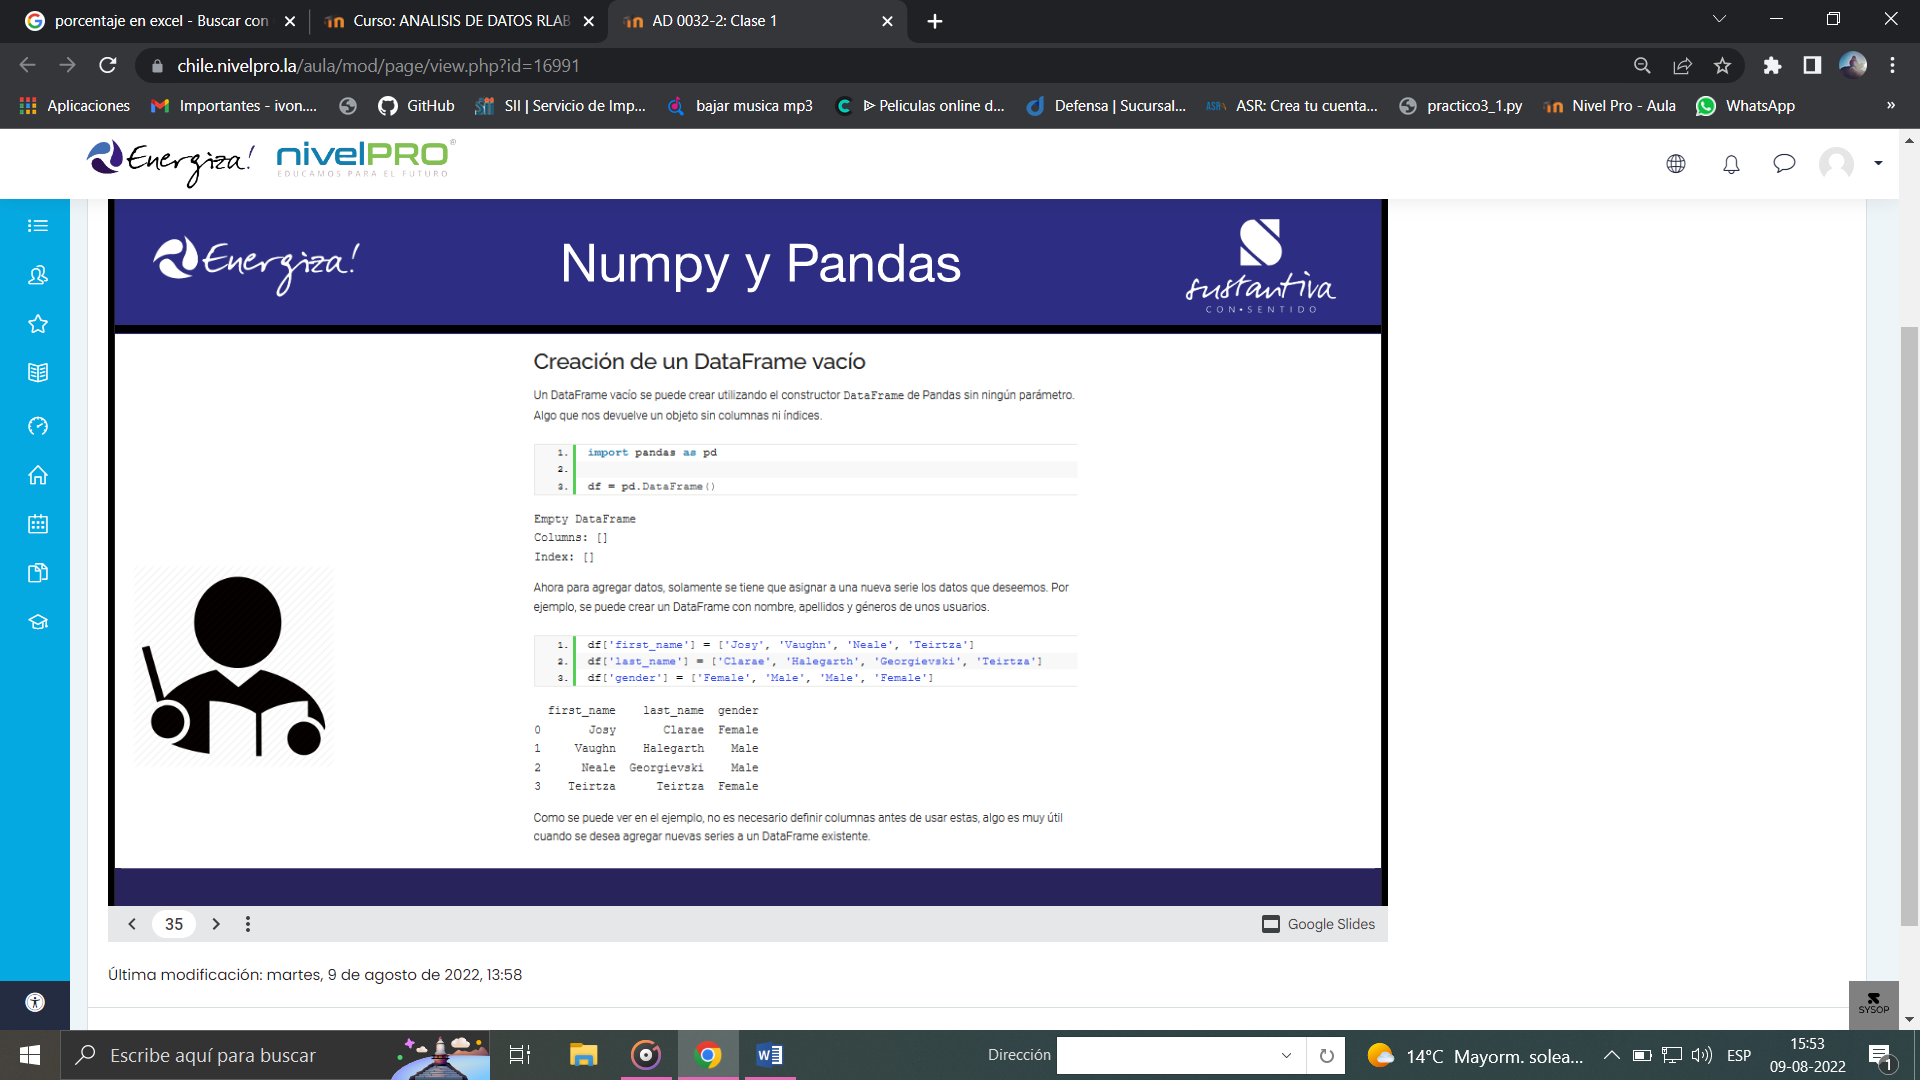 porcentaje en excel - Buscar con
Curso: ANALISIS DE DATOS RLAB
AD 0032-2: Clase 1
chile.nivelpro.la/aula/mod/page/view.php?id=16991
Aplicaciones
Importantes - ivon....
GitHub
SII | Servicio de Imp...
bajar musica mp3
Peliculas online d...
Defensa | Sucursal...
ASR: Crea tu cuenta...
practico3_1.py
Nivel Pro - Aula
WhatsApp
»
Energiza!
nivelPRO
EDUCAMOS PARA EL FUTURO
Energiza!
Numpy y Pandas
sustantiva
CON•SENTIDO
Creación de un DataFrame vacío
Un DataFrame vacío se puede crear utilizando el constructor DataFrame de Pandas sin ningún parámetro.
Algo que nos devuelve un objeto sin columnas ni índices.
1. import pandas as pd
2.
3. df = pd.DataFrame()
Empty DataFrame
Columns: []
Index: []
Ahora para agregar datos, solamente se tiene que asignar a una nueva serie los datos que deseemos. Por
ejemplo, se puede crear un DataFrame con nombre, apellidos y géneros de unos usuarios.
1. df['first_name'] = ['Josy', 'Vaughn', 'Neale', 'Teirtza']
2. df['last_name'] = ['Clarae', 'Halegarth', 'Georgievski', 'Teirtza']
3. df['gender'] = ['Female', 'Male', 'Male', 'Female']
first_name last_name gender
0 Josy Clarae Female
1 Vaughn Halegarth Male
2 Neale Georgievski Male
3 Teirtza Teirtza Female
Como se puede ver en el ejemplo, no es necesario definir columnas antes de usar estas, algo es muy útil
cuando se desea agregar nuevas series a un DataFrame existente.
35
Google Slides
Última modificación: martes, 9 de agosto de 2022, 13:58
SYSOP
Escribe aquí para buscar
Dirección
14°C Mayorm. solea...
ESP
15:53
09-08-2022
1